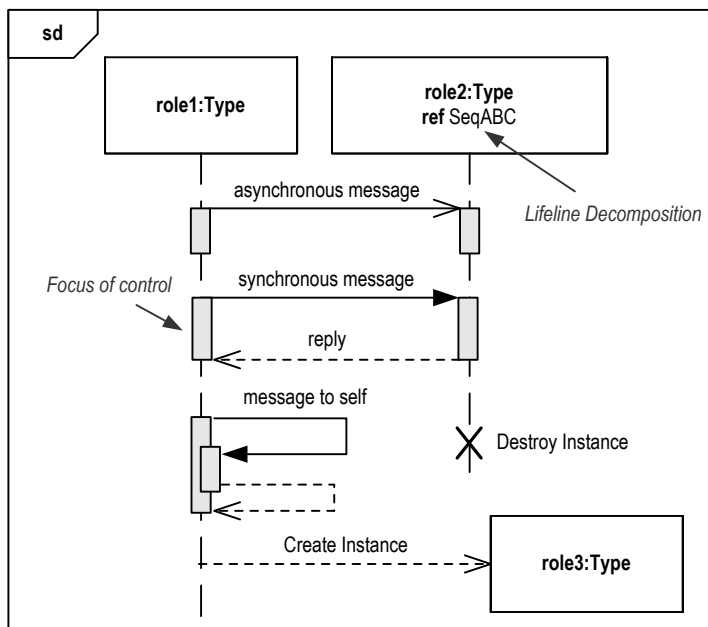 sd
role1:Type
role2:Type
ref SeqABC
asynchronous message
Lifeline Decomposition
Focus of control
synchronous message
reply
message to self
Destroy Instance
Create Instance
role3:Type